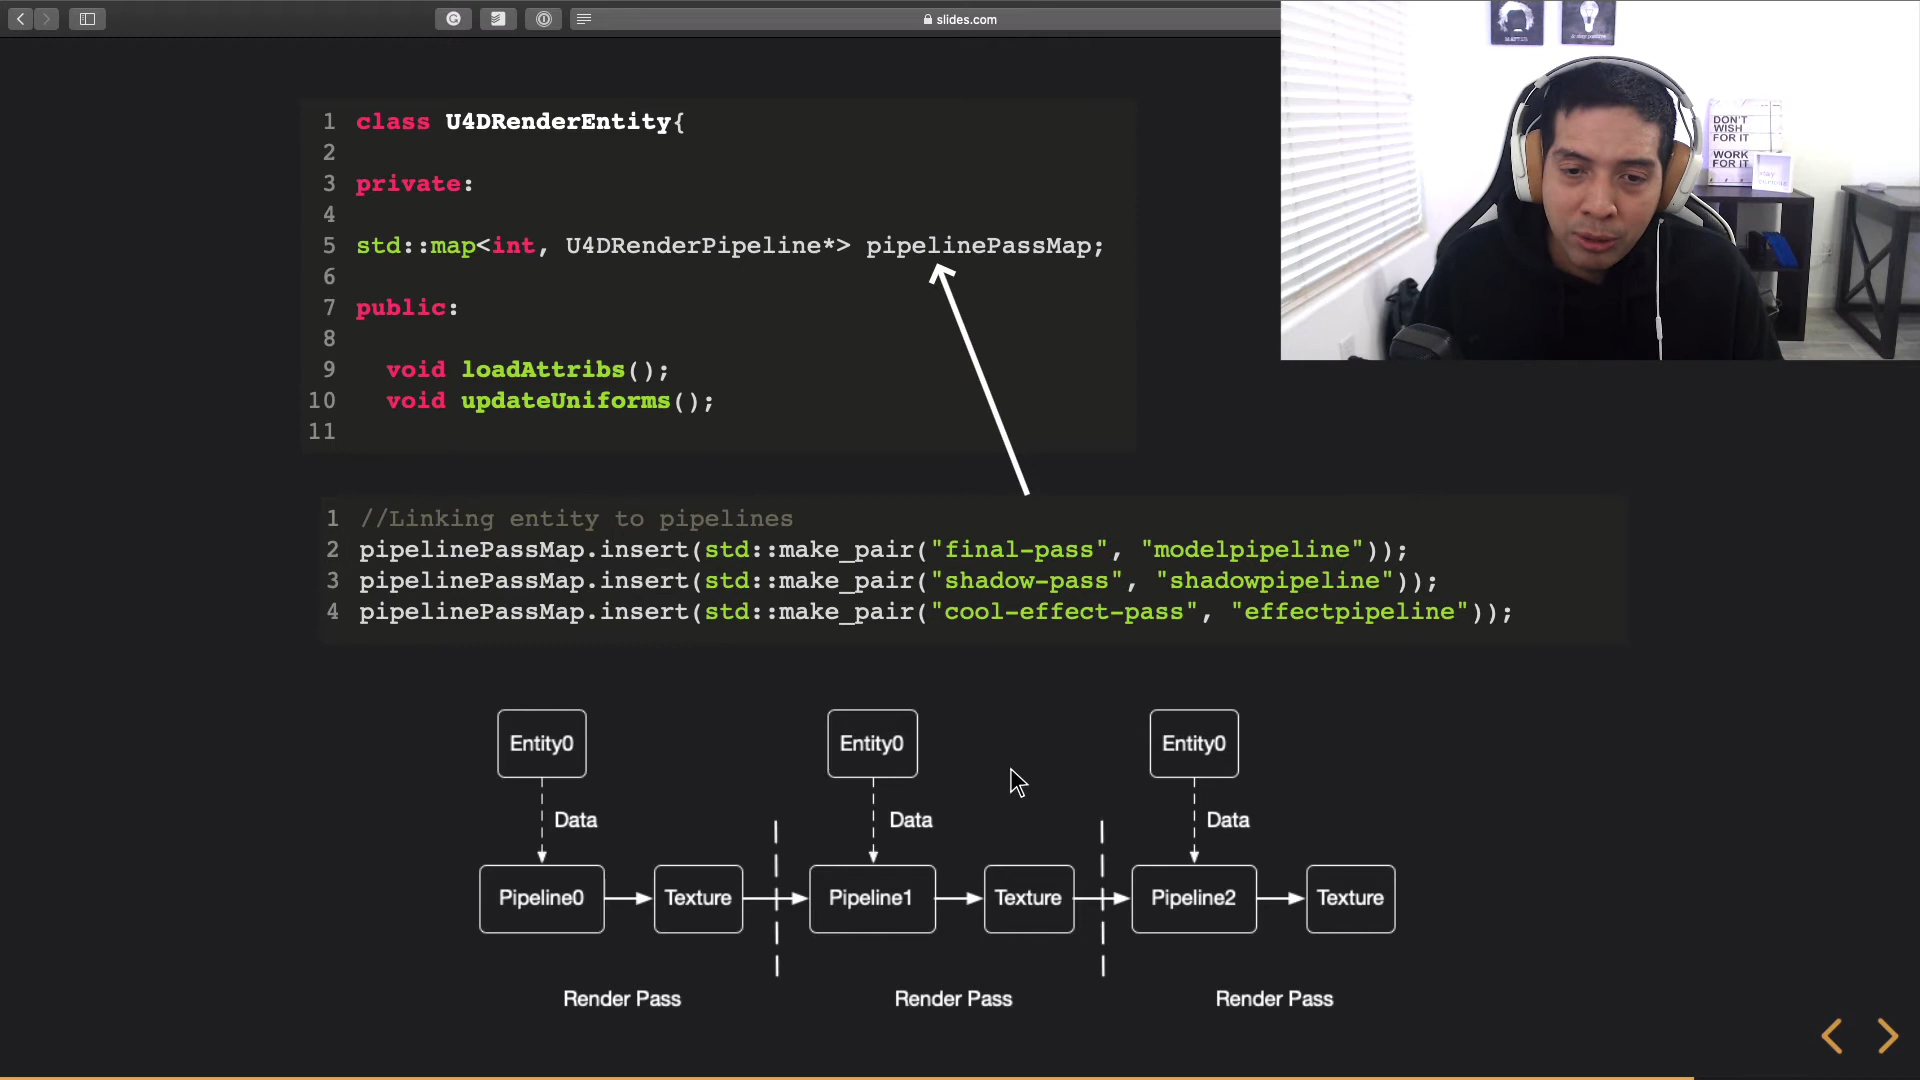 slides.com
1 class U4DRenderEntity{
2
3 private:
4
5 std::map<int, U4DRenderPipeline*> pipelinePassMap;
6
7 public:
8
9 void loadAttribs();
10 void updateUniforms();
11
1 //Linking entity to pipelines
2 pipelinePassMap.insert(std::make_pair("final-pass", "modelpipeline"));
3 pipelinePassMap.insert(std::make_pair("shadow-pass", "shadowpipeline"));
4 pipelinePassMap.insert(std::make_pair("cool-effect-pass", "effectpipeline"));
Entity0 Entity0 Entity0
Data Data Data
Pipeline0 Texture Pipeline1 Texture Pipeline2 Texture
Render Pass Render Pass Render Pass
DON'T
WISH
FOR IT
WORK
FOR IT